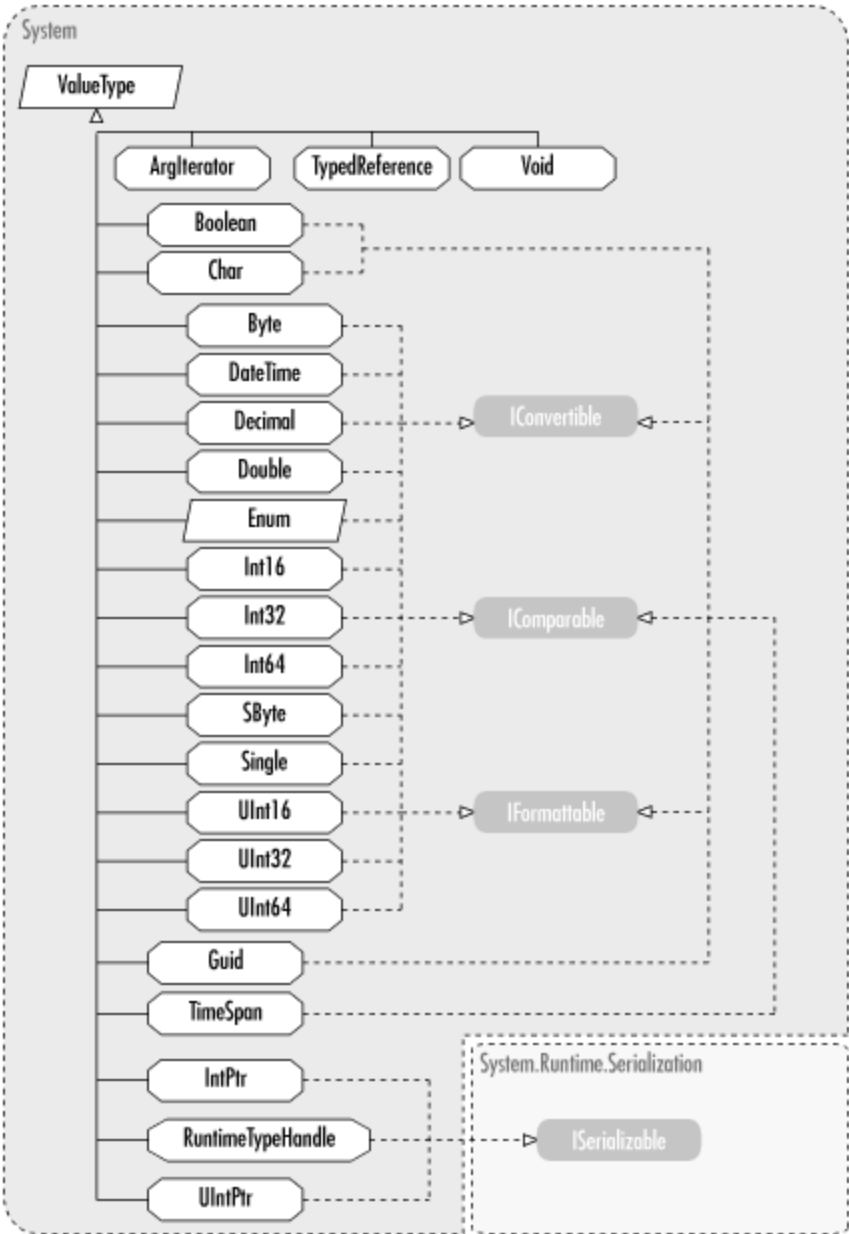 System
ValueType
ArgIterator
TypedReference
Void
Boolean
Char
Byte
DateTime
Decimal
IConvertible
Double
Enum
Int16
Int32
IComparable
Int64
SByte
Single
UInt16
IFormattable
UInt32
UInt64
Guid
TimeSpan
System.Runtime.Serialization
IntPtr
RuntimeTypeHandle
ISerializable
UIntPtr